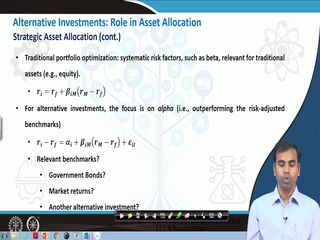 Alternative Investments: Role in Asset Allocation
Strategic Asset Allocation (cont.)
• Traditional portfolio optimization: systematic risk factors, such as beta, relevant for traditional
assets (e.g., equity).
• r_i = r_f + β_iM(r_M − r_f)
• For alternative investments, the focus is on alpha (i.e., outperforming the risk-adjusted
benchmarks)
• r_i − r_f = α_i + β_iM(r_M − r_f) + ε_it
• Relevant benchmarks?
• Government Bonds?
• Market returns?
• Another alternative investment?